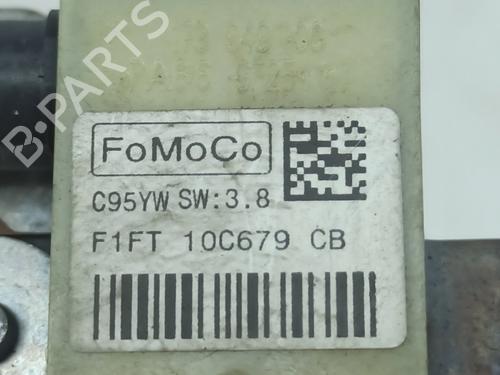 B-PARTS
FoMoCo
C95YW SW:3.8
F1FT 10C679 CB